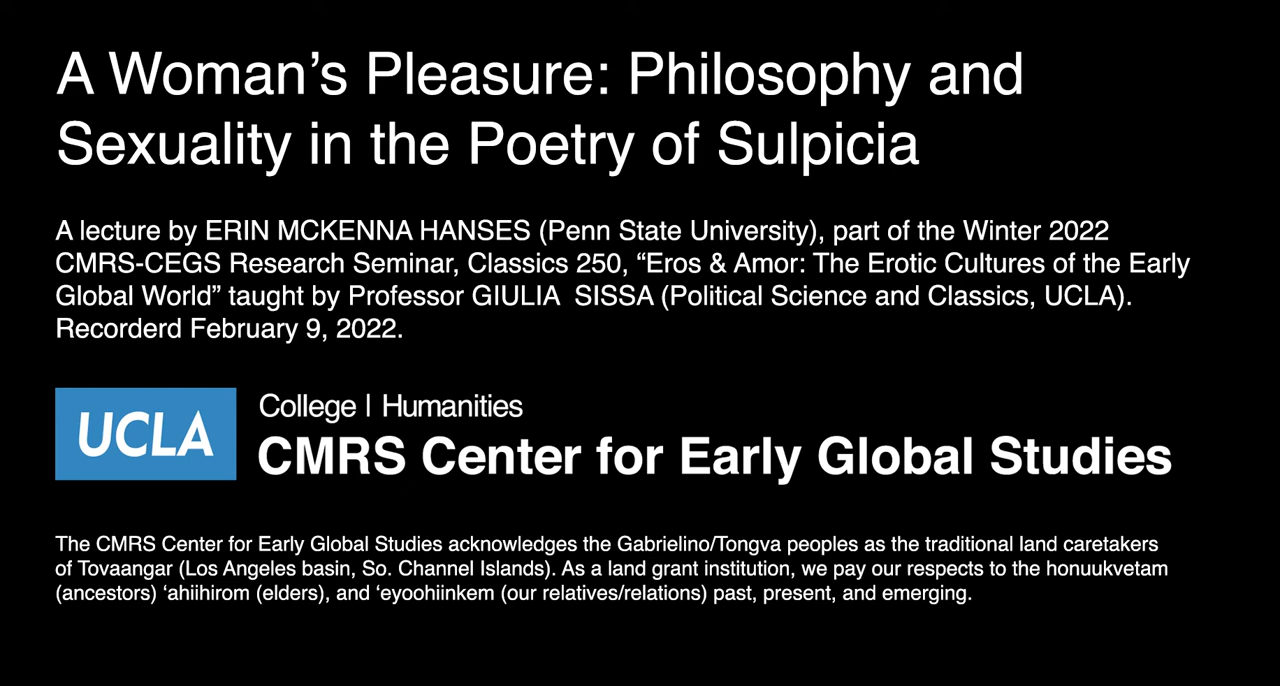 A Woman’s Pleasure: Philosophy and
Sexuality in the Poetry of Sulpicia
A lecture by ERIN MCKENNA HANSES (Penn State University), part of the Winter 2022
CMRS-CEGS Research Seminar, Classics 250, “Eros & Amor: The Erotic Cultures of the Early
Global World” taught by Professor GIULIA  SISSA (Political Science and Classics, UCLA).
Recorderd February 9, 2022.
UCLA
College | Humanities
CMRS Center for Early Global Studies
The CMRS Center for Early Global Studies acknowledges the Gabrielino/Tongva peoples as the traditional land caretakers
of Tovaangar (Los Angeles basin, So. Channel Islands). As a land grant institution, we pay our respects to the honuukvetam
(ancestors) ‘ahiihirom (elders), and ‘eyoohiinkem (our relatives/relations) past, present, and emerging.